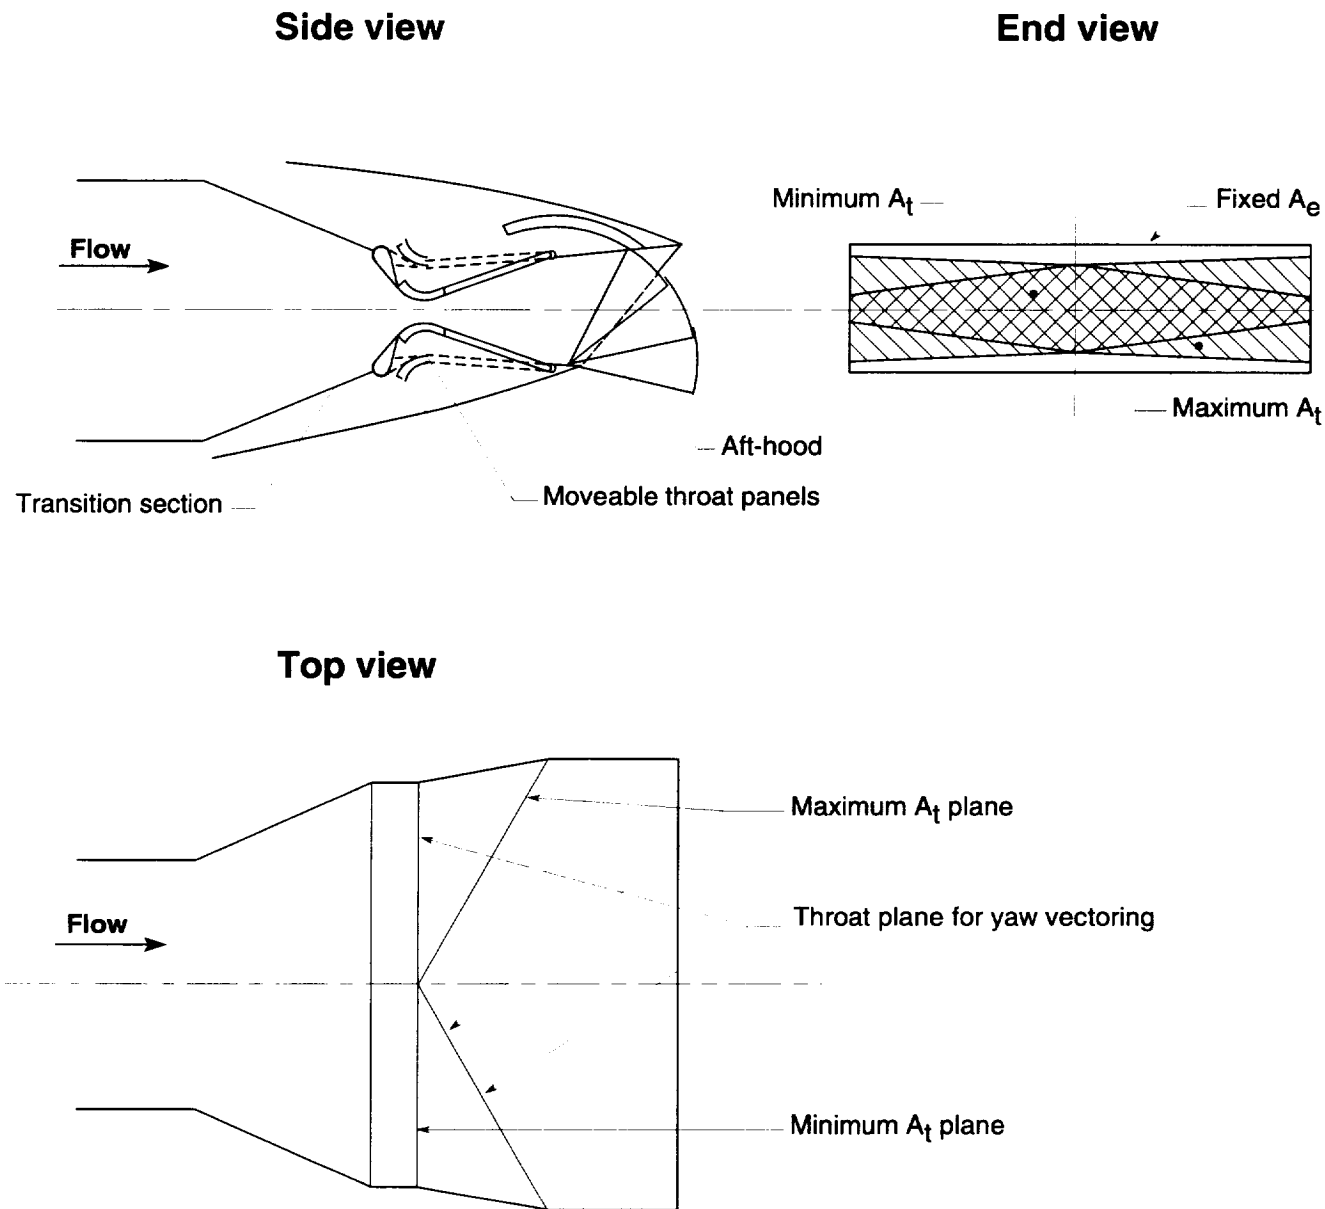 Side view
End view
Minimum At
Fixed Ae
Flow
Maximum At
Aft-hood
Transition section
Moveable throat panels
Top view
Maximum At plane
Flow
Throat plane for yaw vectoring
Minimum At plane